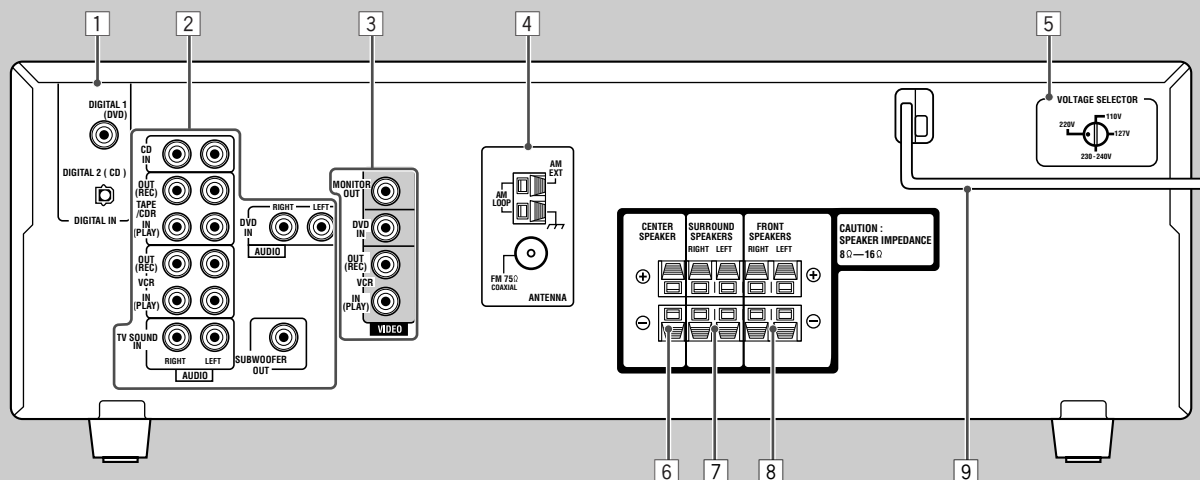 1
2
3
4
5
DIGITAL 1
(DVD)
DIGITAL 2 ( CD )
DIGITAL IN
CD
IN
OUT
(REC)
TAPE
/CDR
IN
(PLAY)
OUT
(REC)
VCR
IN
(PLAY)
TV SOUND
IN
RIGHT LEFT
AUDIO
RIGHT LEFT
DVD
IN
AUDIO
SUBWOOFER
OUT
MONITOR
OUT
DVD
IN
OUT
(REC)
VCR
IN
(PLAY)
VIDEO
AM
EXT
AM
LOOP
FM 75Ω
COAXIAL
ANTENNA
CENTER
SPEAKER
SURROUND
SPEAKERS
RIGHT LEFT
FRONT
SPEAKERS
RIGHT LEFT
+ +
– –
CAUTION :
SPEAKER IMPEDANCE
8Ω—16Ω
VOLTAGE SELECTOR
110V
220V
127V
230-240V
6
7
8
9